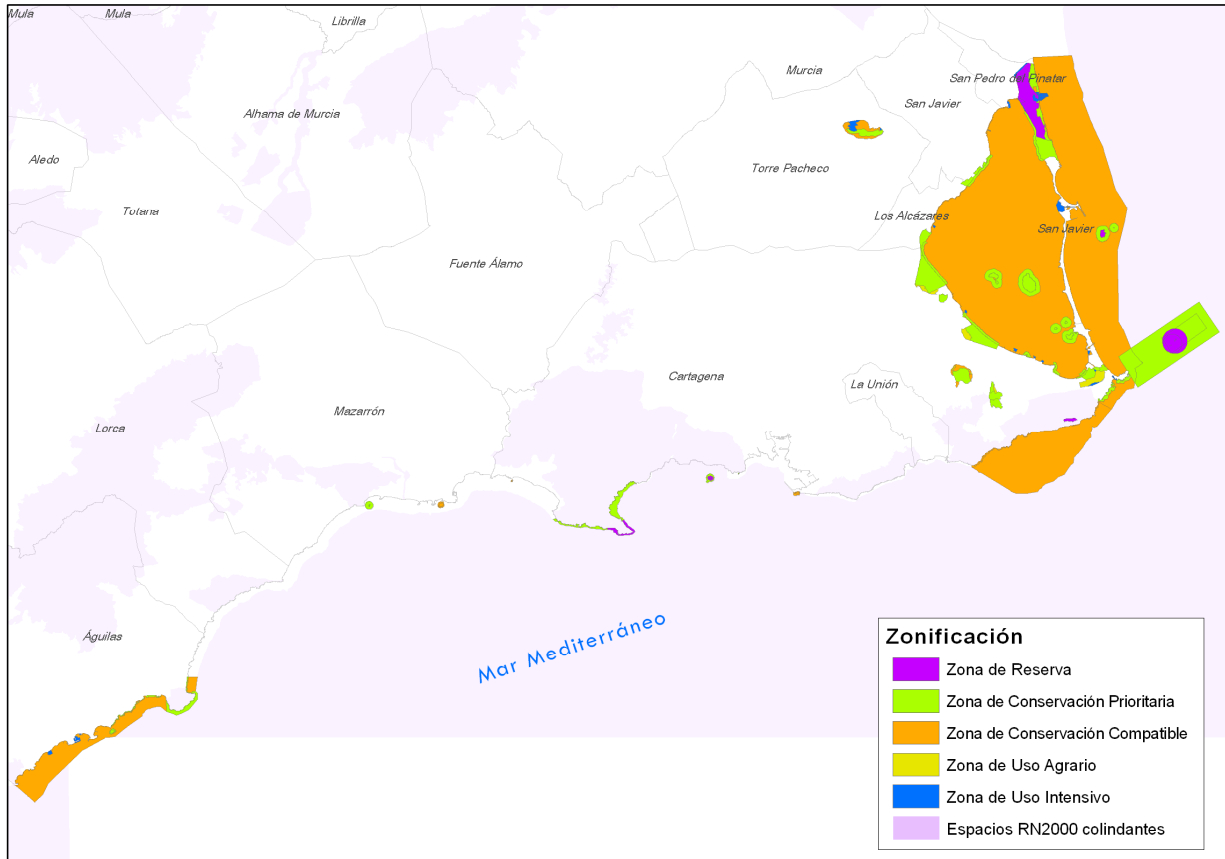 Mula
Mula
Librilla
Murcia
San Pedro del Pinatar
San Javier
Alhama de Murcia
Aledo
Torre Pacheco
Totana
Los Alcázares
San Javier
Fuente Álamo
Cartagena
La Unión
Mazarrón
Lorca
Águilas
Mar Mediterráneo
Zonificación
Zona de Reserva
Zona de Conservación Prioritaria
Zona de Conservación Compatible
Zona de Uso Agrario
Zona de Uso Intensivo
Espacios RN2000 colindantes